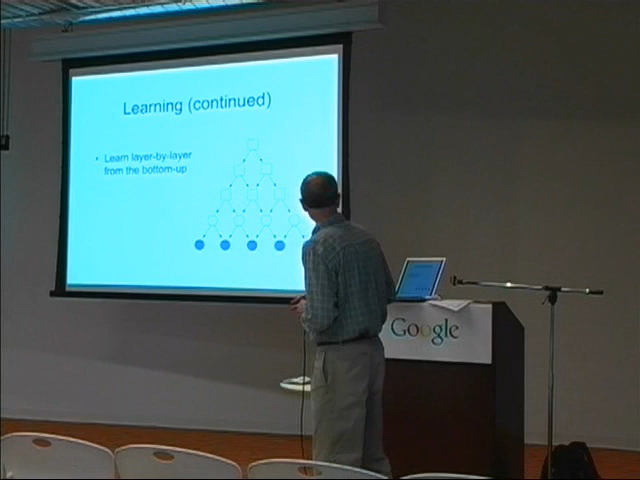 Learning (continued)
• Learn layer-by-layer
from the bottom-up
Google